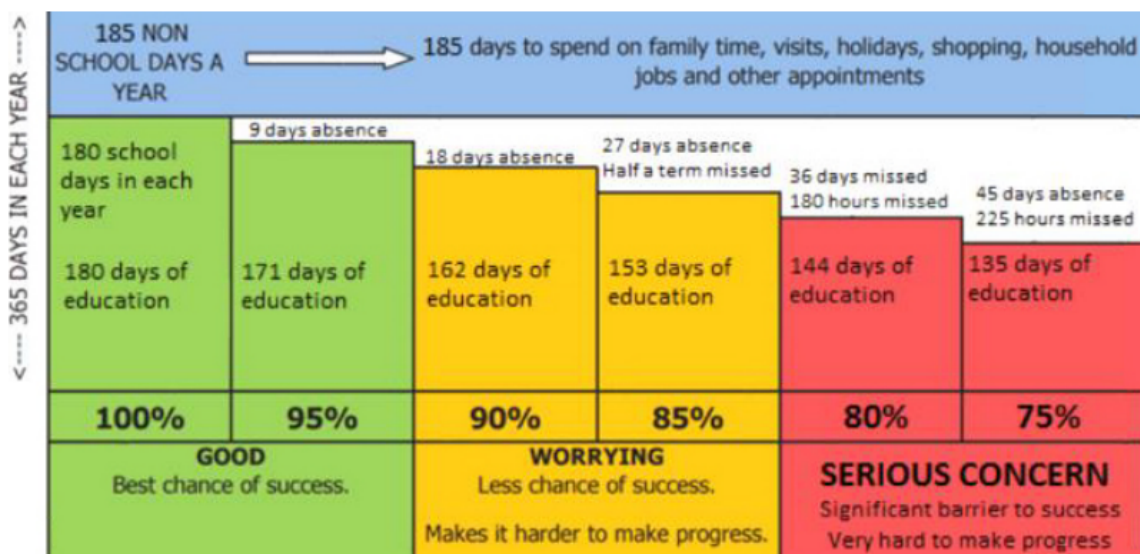 <---- 365 DAYS IN EACH YEAR ---->
185 NON
SCHOOL DAYS A
YEAR
185 days to spend on family time, visits, holidays, shopping, household
jobs and other appointments
180 school
days in each
year
180 days of
education
9 days absence
171 days of
education
18 days absence
162 days of
education
27 days absence
Half a term missed
153 days of
education
36 days missed
180 hours missed
144 days of
education
45 days absence
225 hours missed
135 days of
education
100%
95%
90%
85%
80%
75%
GOOD
Best chance of success.
WORRYING
Less chance of success.
Makes it harder to make progress.
SERIOUS CONCERN
Significant barrier to success
Very hard to make progress